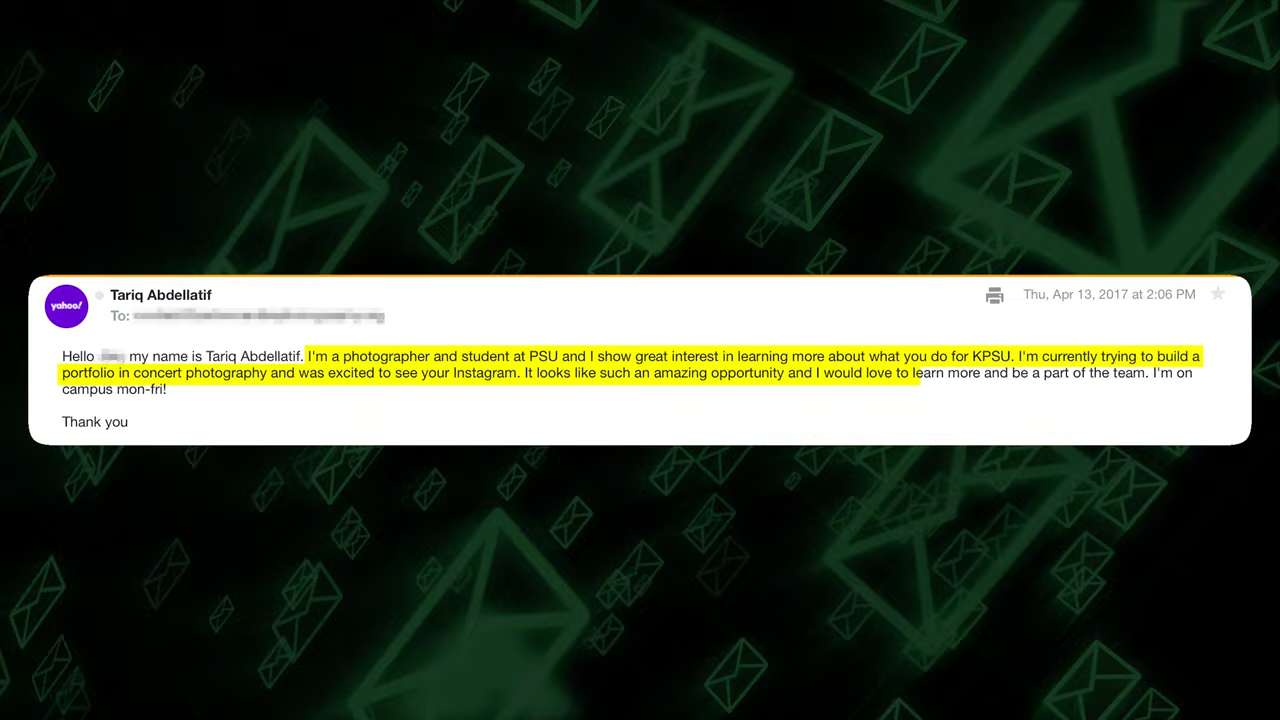 yahoo!
Tariq Abdellatif
Thu, Apr 13, 2017 at 2:06 PM
To:
Hello my name is Tariq Abdellatif. I'm a photographer and student at PSU and I show great interest in learning more about what you do for KPSU. I'm currently trying to build a
portfolio in concert photography and was excited to see your Instagram. It looks like such an amazing opportunity and I would love to learn more and be a part of the team. I'm on
campus mon-fri!
Thank you